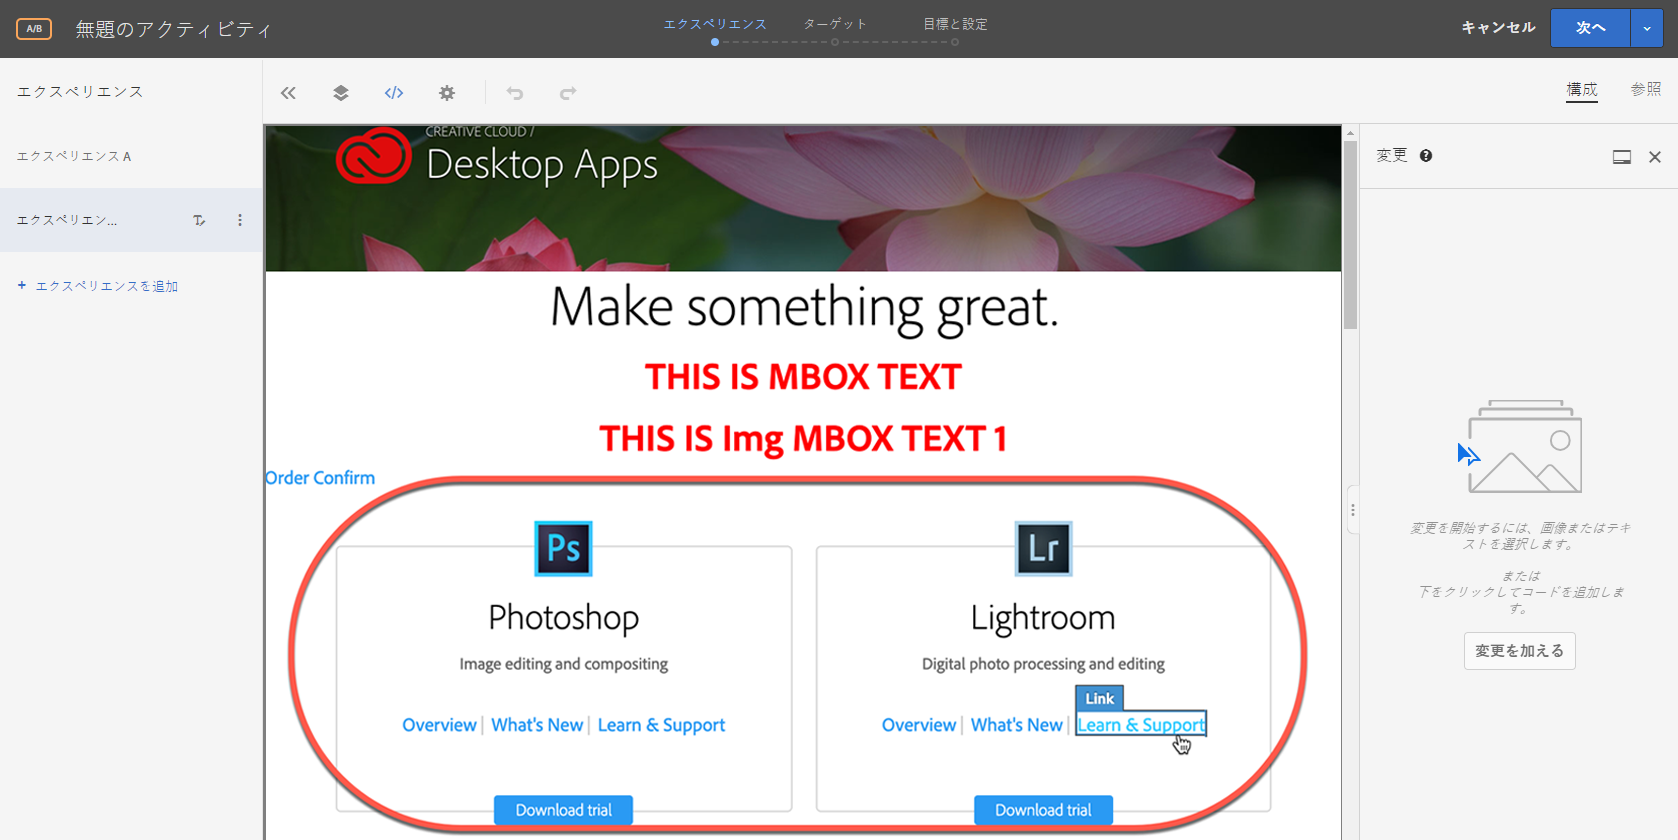 A/B
無題のアクティビティ
エクスペリエンス
ターゲット
目標と設定
キャンセル
次へ
エクスペリエンス
構成
参照
エクスペリエンス A
エクスペリエン...
+ エクスペリエンスを追加
CREATIVE CLOUD /
Desktop Apps
Make something great.
THIS IS MBOX TEXT
THIS IS Img MBOX TEXT 1
Order Confirm
Ps
Photoshop
Image editing and compositing
Overview | What's New | Learn & Support
Download trial
Lr
Lightroom
Digital photo processing and editing
Link
Overview | What's New | Learn & Support
Download trial
変更
変更を開始するには、画像またはテキ
ストを選択します。
または
下をクリックしてコードを追加しま
す。
変更を加える